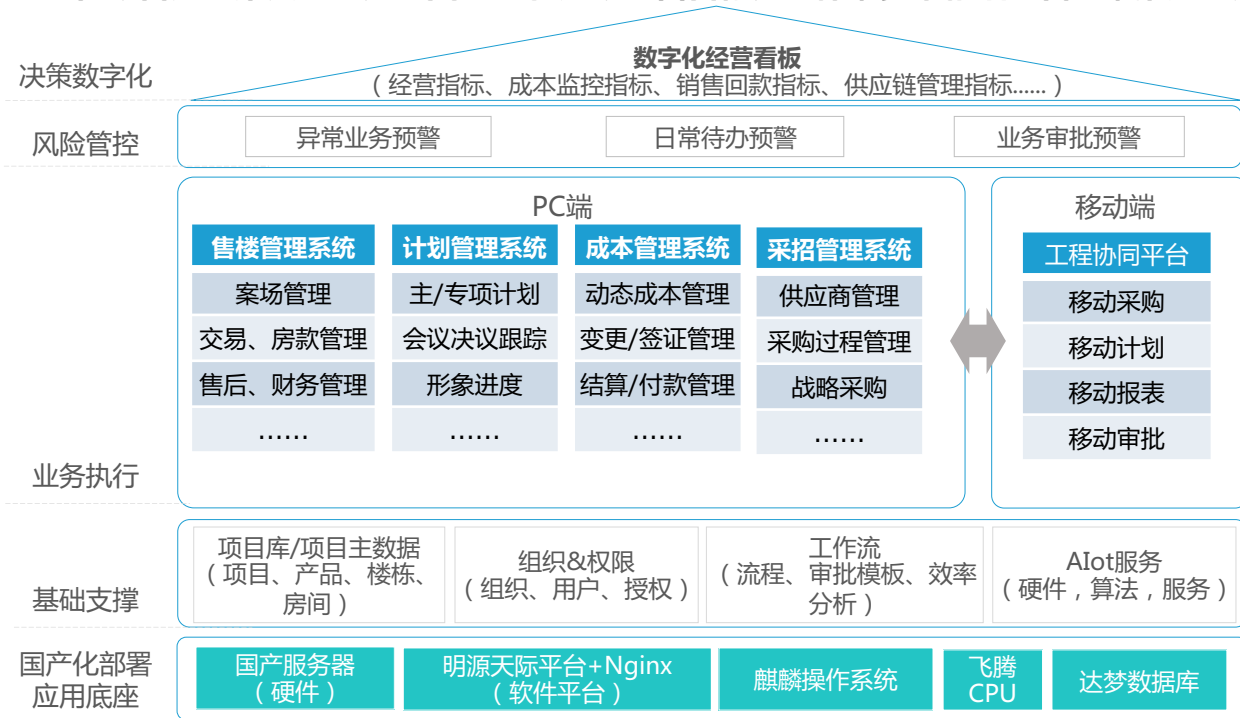 数字化经营看板
决策数字化
（经营指标、成本监控指标、销售回款指标、供应链管理指标......）
风险管控
异常业务预警
日常待办预警
业务审批预警
PC端
移动端
售楼管理系统
计划管理系统
成本管理系统
采招管理系统
工程协同平台
案场管理
主/专项计划
动态成本管理
供应商管理
移动采购
交易、房款管理
会议决议跟踪
变更/签证管理
采购过程管理
移动计划
售后、财务管理
形象进度
结算/付款管理
战略采购
移动报表
......
......
......
......
移动审批
业务执行
基础支撑
项目库/项目主数据
（项目、产品、楼栋、
房间）
组织&权限
（组织、用户、授权）
工作流
（流程、审批模板、效率
分析）
AIot服务
（硬件，算法，服务）
国产化部署
应用底座
国产服务器
（硬件）
明源天际平台+Nginx
（软件平台）
麒麟操作系统
飞腾
CPU
达梦数据库